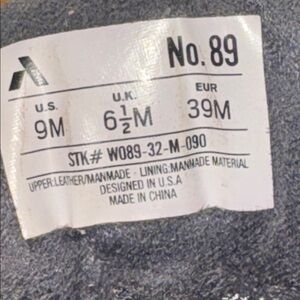 No. 89
U.S. U.K. EUR
9M 6½M 39M
STK# W089-32-M-090
UPPER:LEATHER/MANMADE - LINING:MANMADE MATERIAL
DESIGNED IN U.S.A
MADE IN CHINA